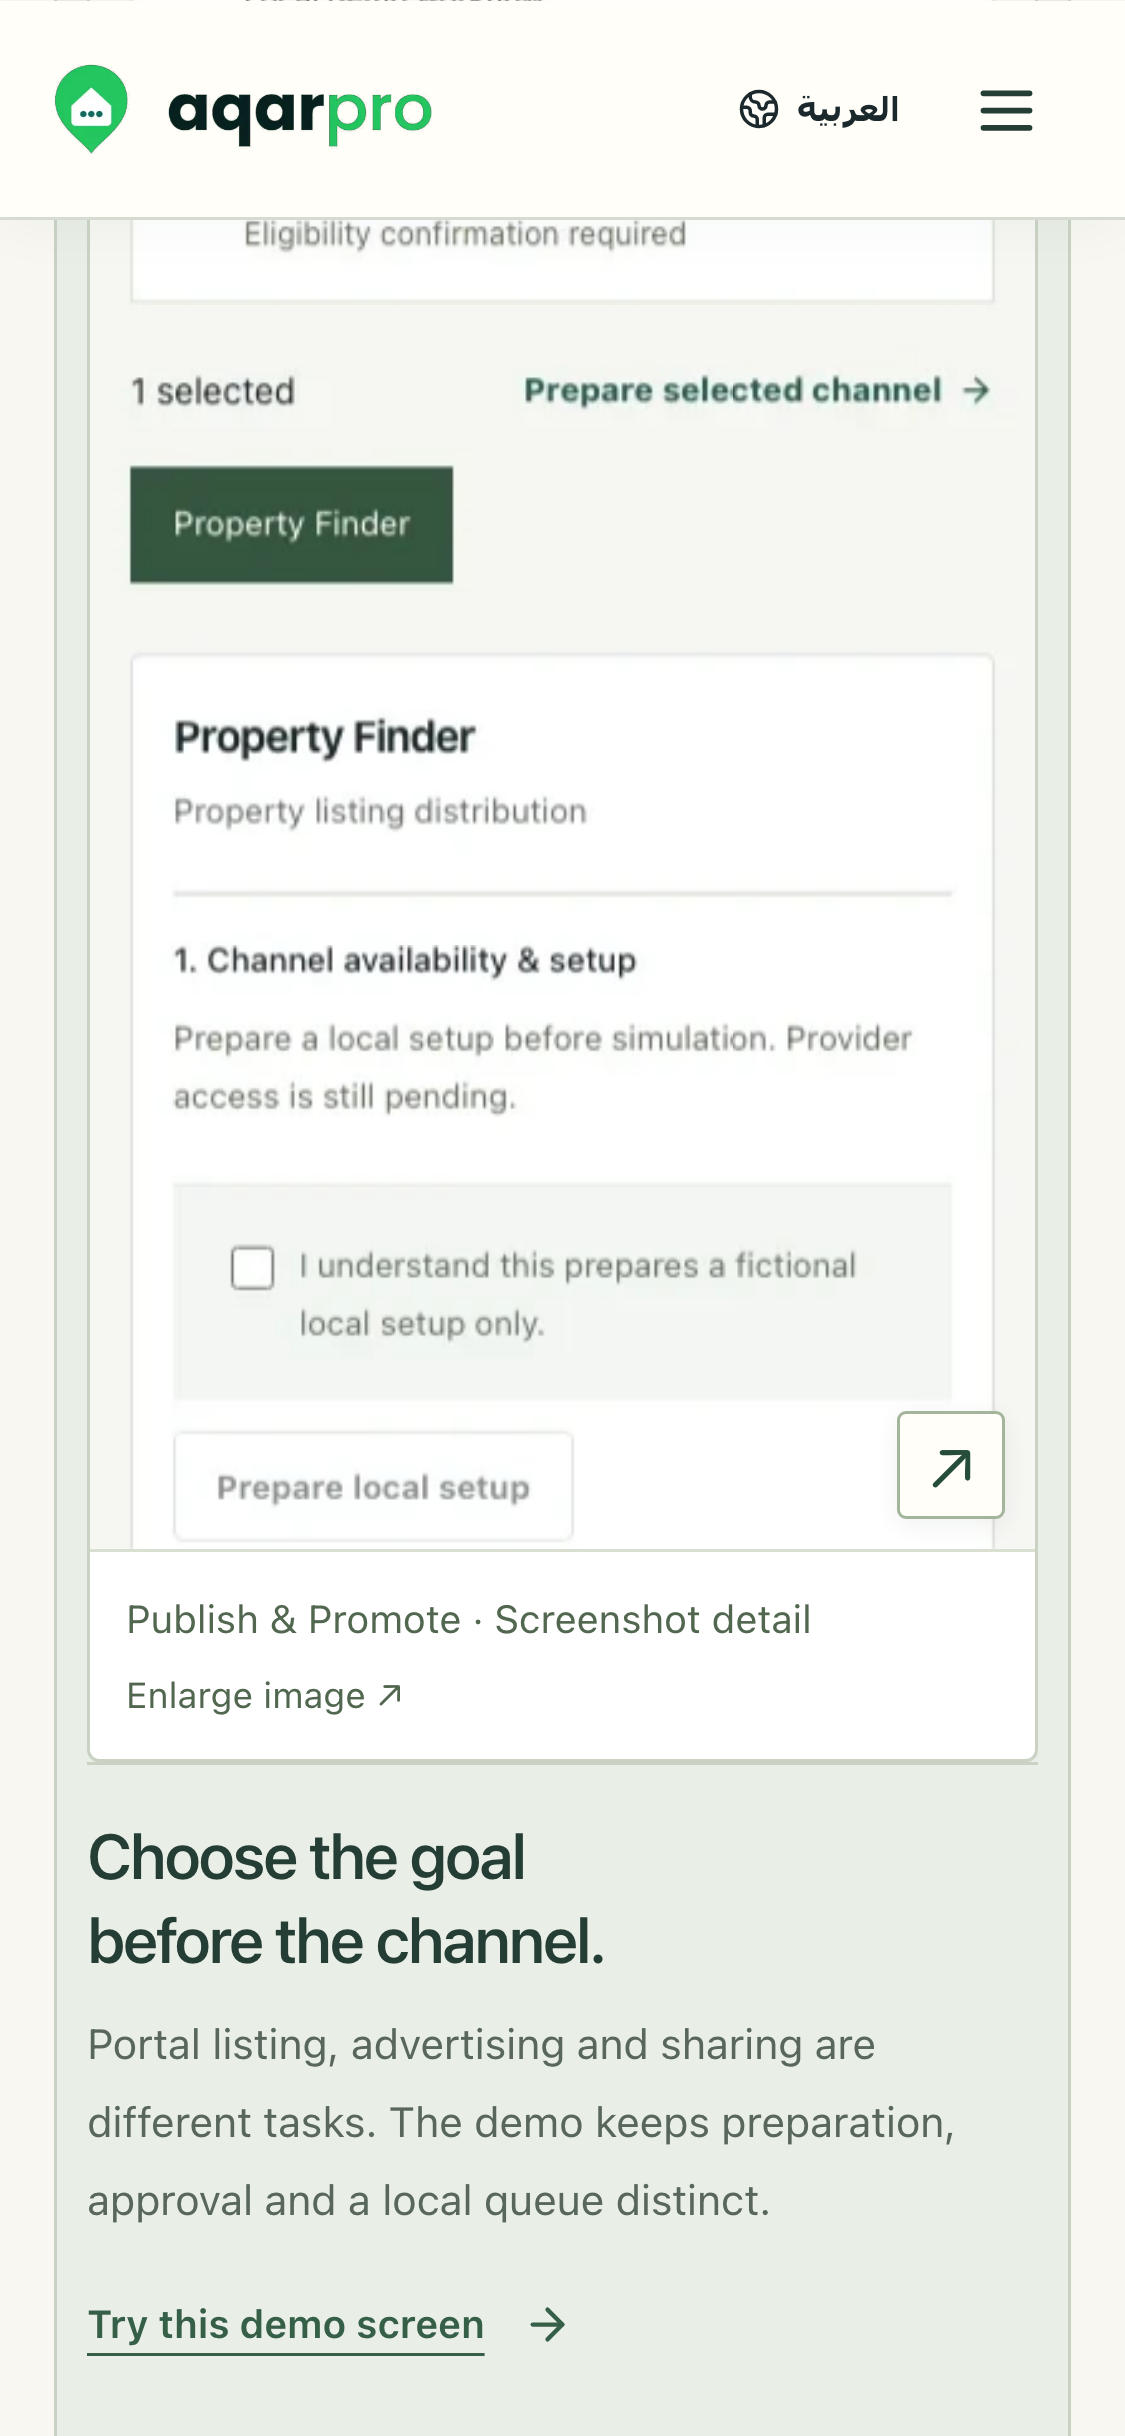 aqarpro
العربية
Eligibility confirmation required
1 selected
Prepare selected channel →
Property Finder
Property Finder
Property listing distribution
1. Channel availability & setup
Prepare a local setup before simulation. Provider
access is still pending.
I understand this prepares a fictional
local setup only.
Prepare local setup
Publish & Promote · Screenshot detail
Enlarge image ↗
Choose the goal
before the channel.
Portal listing, advertising and sharing are
different tasks. The demo keeps preparation,
approval and a local queue distinct.
Try this demo screen →